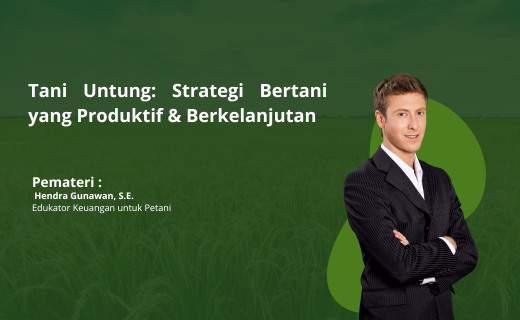 Tani Untung: Strategi Bertani
yang Produktif & Berkelanjutan
Pemateri :
Hendra Gunawan, S.E.
Edukator Keuangan untuk Petani